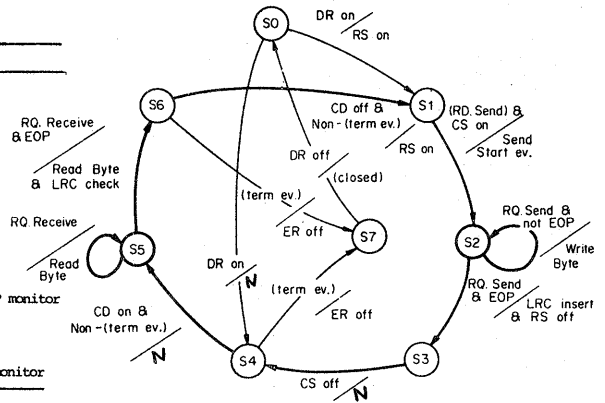 S0
DR on
RS on
S6
S1
CD off &
Non-(term ev.)
RS on
(RD. Send) &
CS on
Send
Start ev.
RQ. Receive
& EOP
Read Byte
& LRC check
DR off
(closed)
(term ev.)
ER off
S7
RQ. Send &
not EOP
Write
Byte
S2
RQ. Receive
Read
Byte
S5
DR on
N
(term ev.)
ER off
RQ. Send
& EOP
LRC insert
& RS off
P monitor
CD on &
Non-(term ev.)
N
S4
S3
CS off
N
onitor